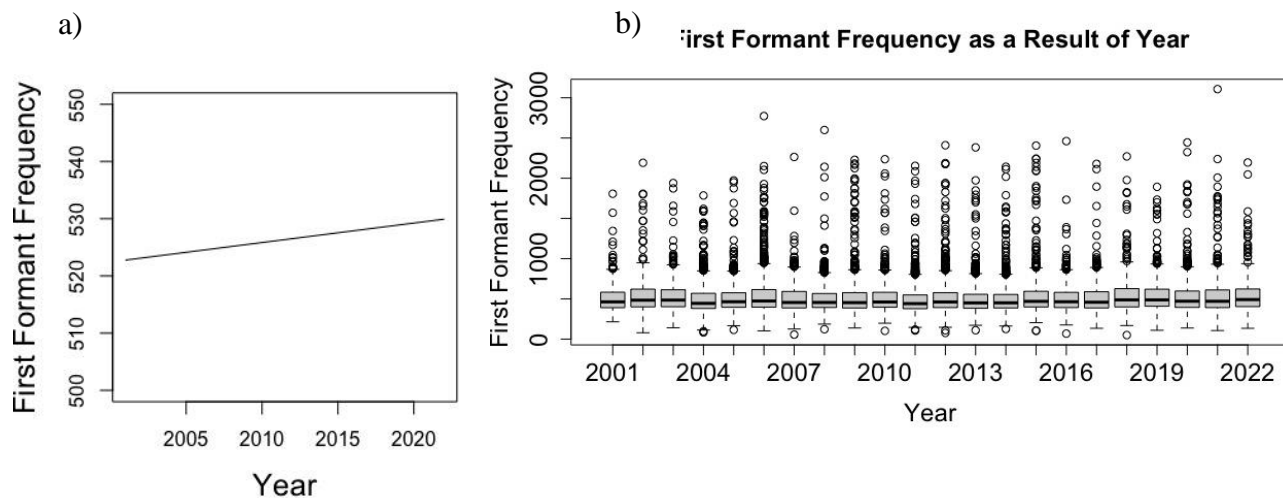 a)
First Formant Frequency
550
540
530
520
510
500
2005 2010 2015 2020
Year
b)
First Formant Frequency as a Result of Year
First Formant Frequency
3000
2000
1000
0
2001 2004 2007 2010 2013 2016 2019 2022
Year